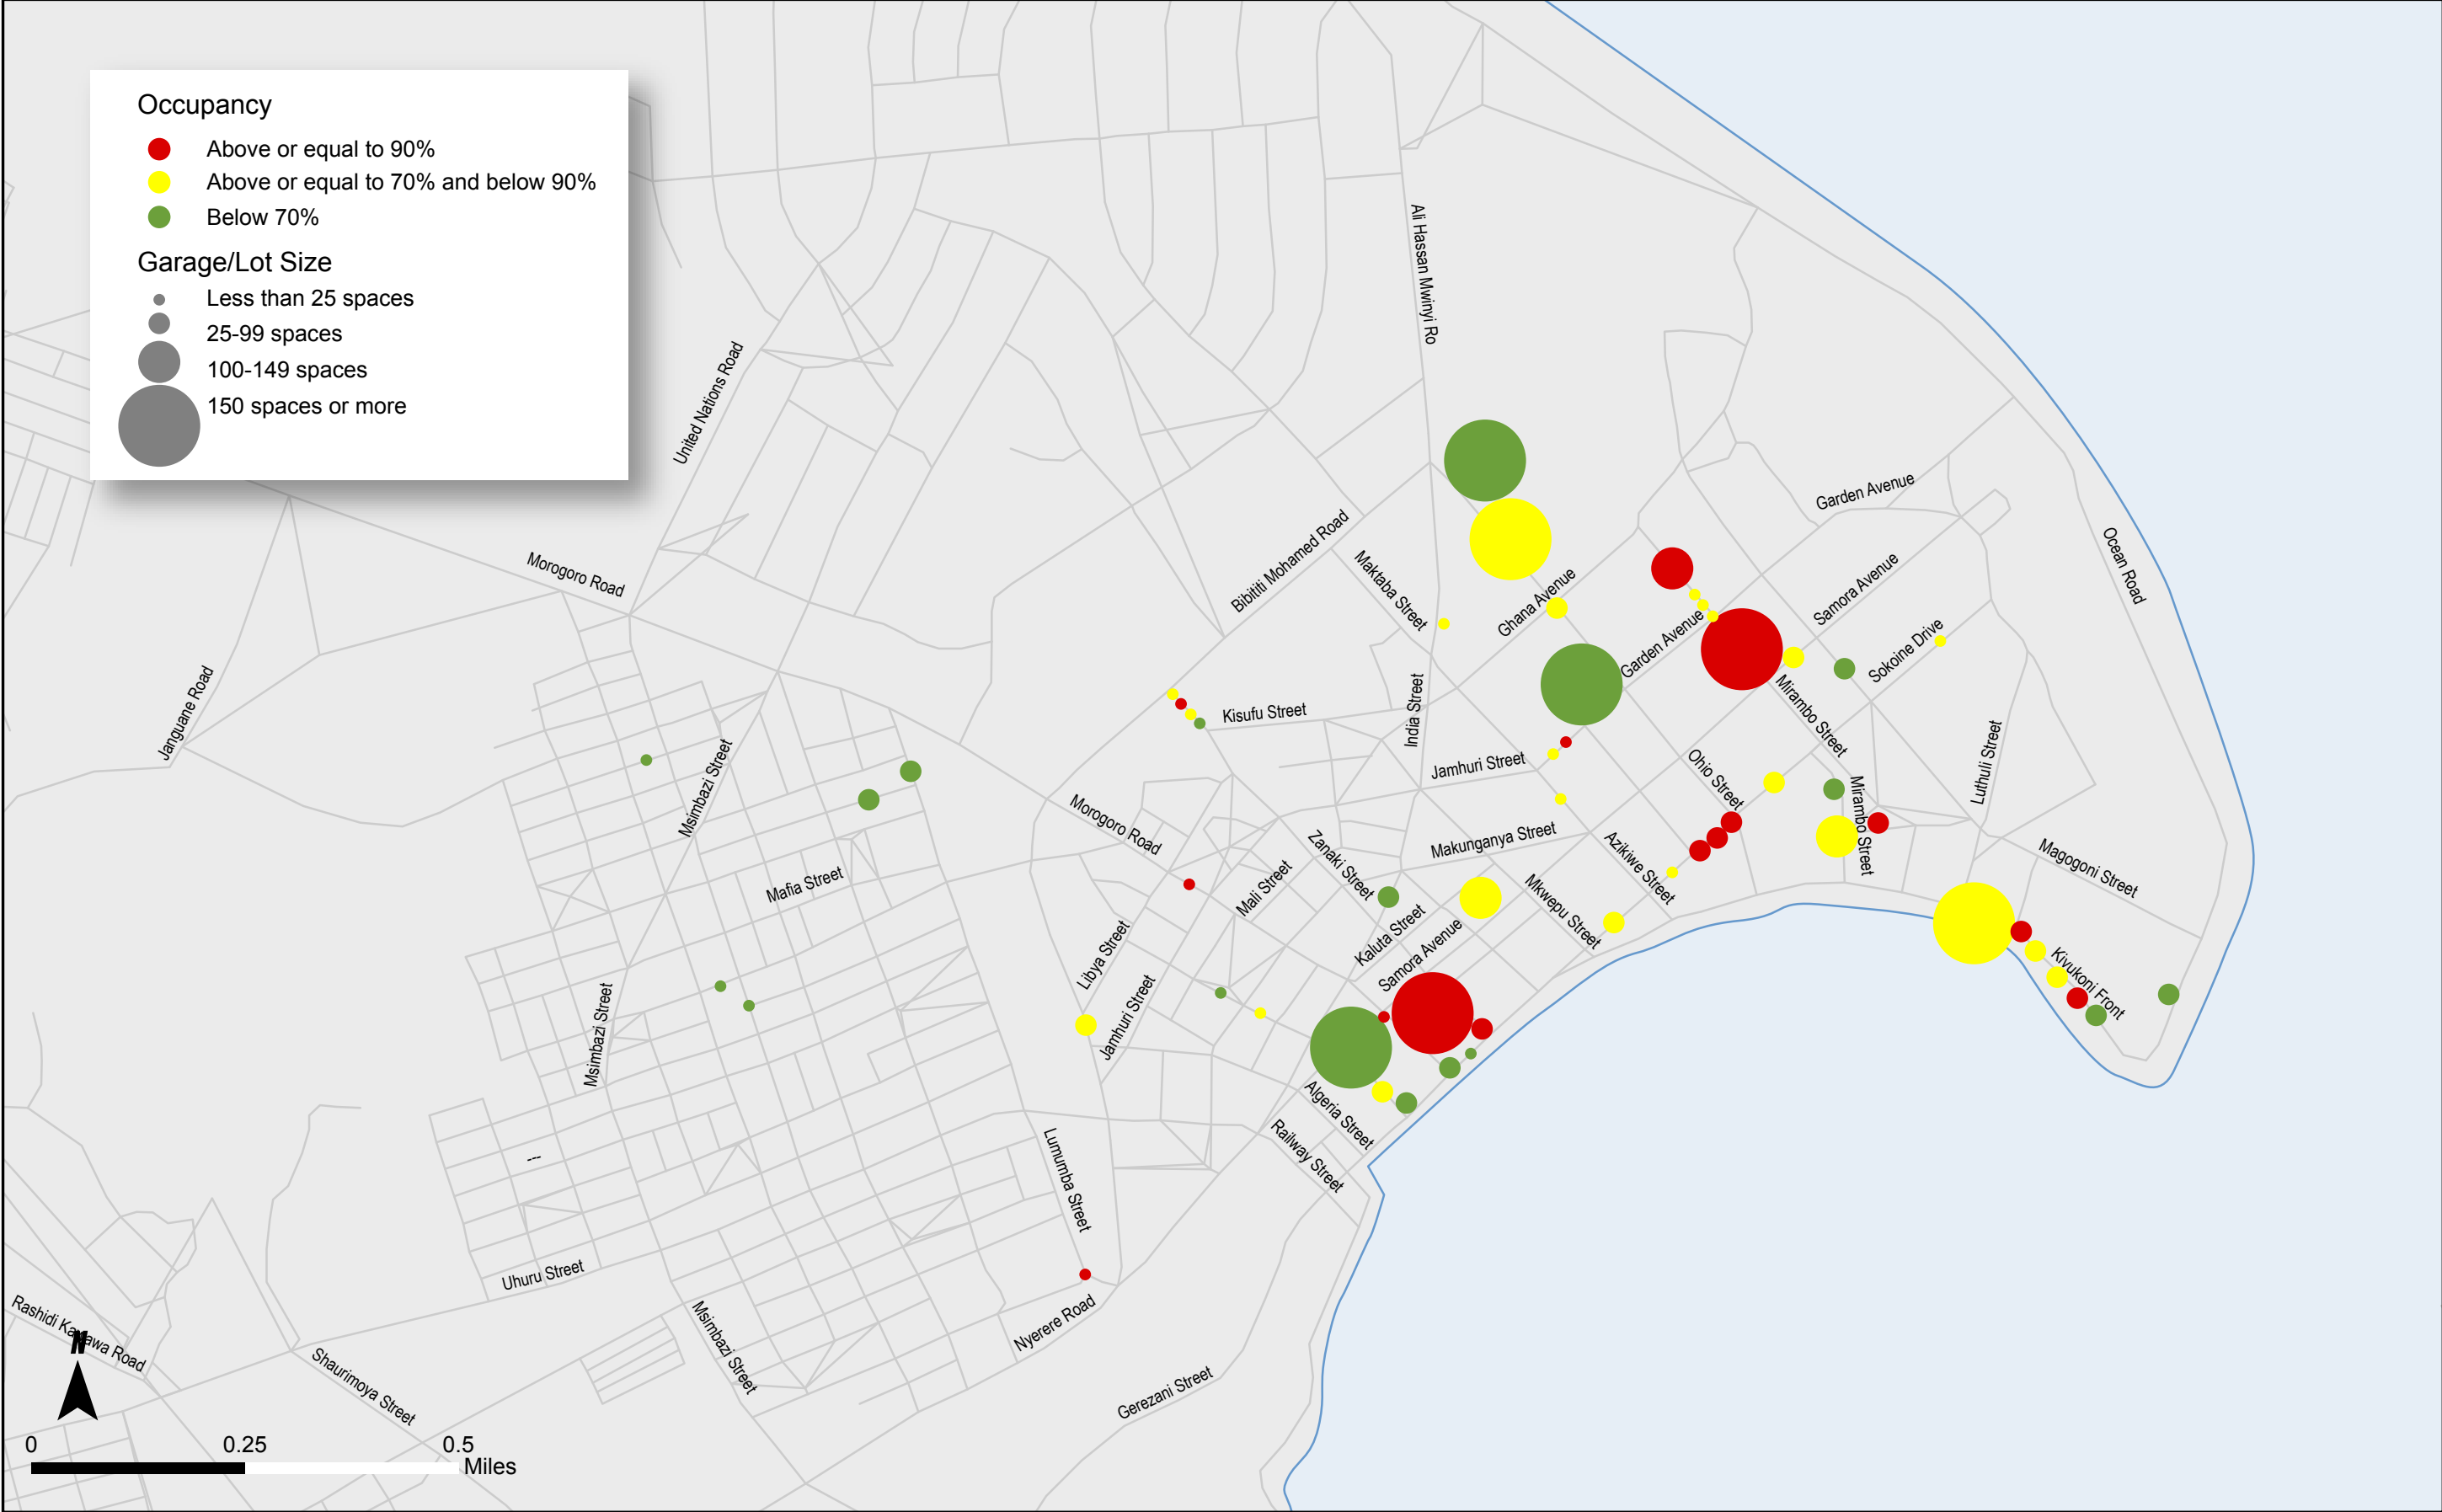 Occupancy
Above or equal to 90%
Above or equal to 70% and below 90%
Below 70%
Garage/Lot Size
Less than 25 spaces
25-99 spaces
100-149 spaces
150 spaces or more
Ali Hassan Mwinyi Ro
United Nations Road
Morogoro Road
Janguane Road
Bibititi Mohamed Road
Maktaba Street
Ghana Avenue
Garden Avenue
Garden Avenue
Samora Avenue
Sokoine Drive
Ocean Road
Mirambo Street
Mirambo Street
Luthuli Street
Magogoni Street
Kivukoni Front
Ohio Street
Kisufu Street
India Street
Jamhuri Street
Makunganya Street
Azikiwe Street
Mkwepu Street
Zanaki Street
Kaluta Street
Samora Avenue
Morogoro Road
Mali Street
Libya Street
Jamhuri Street
Algeria Street
Railway Street
Msimbazi Street
Mafia Street
Msimbazi Street
---
Lumumba Street
Uhuru Street
Msimbazi Street
Nyerere Road
Gerezani Street
Shaurimoya Street
Rashidi Ka
awa Road
N
0 0.25 0.5
Miles